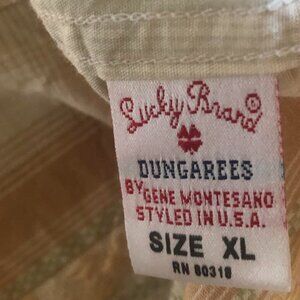 Lucky Brand
DUNGAREES
BY GENE MONTESANO
STYLED IN U.S.A.
SIZE XL
RN 80318